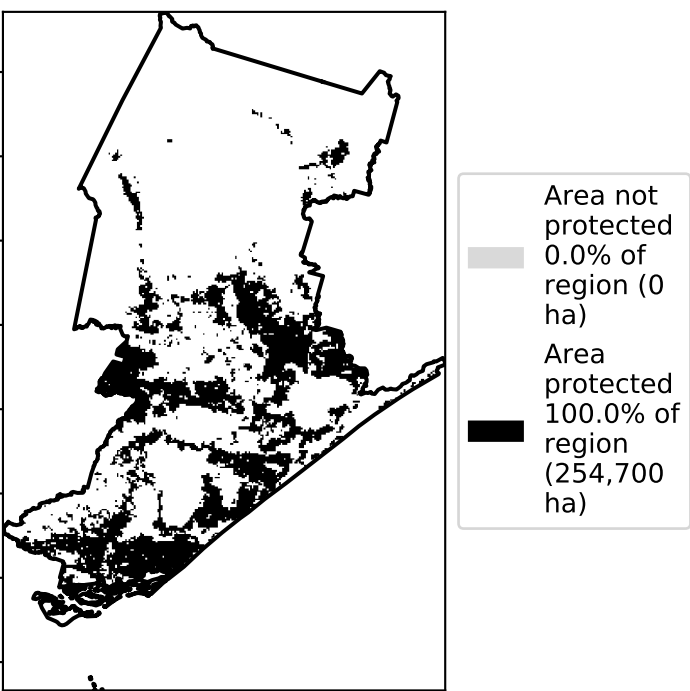 Area not
protected
0.0% of
region (0
ha)
Area
protected
100.0% of
region
(254,700
ha)